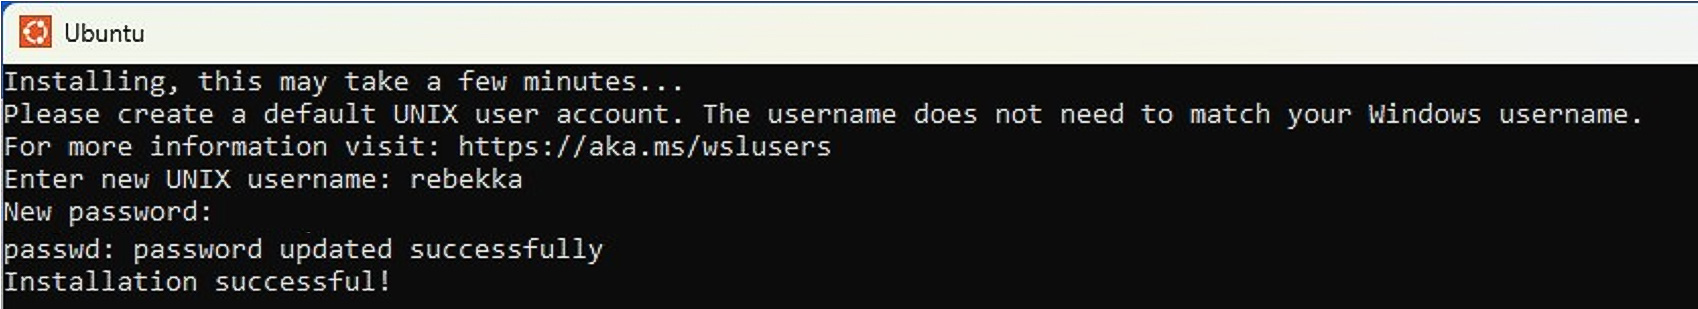 Ubuntu
Installing, this may take a few minutes...
Please create a default UNIX user account. The username does not need to match your Windows username.
For more information visit: https://aka.ms/wslusers
Enter new UNIX username: rebekka
New password:
passwd: password updated successfully
Installation successful!